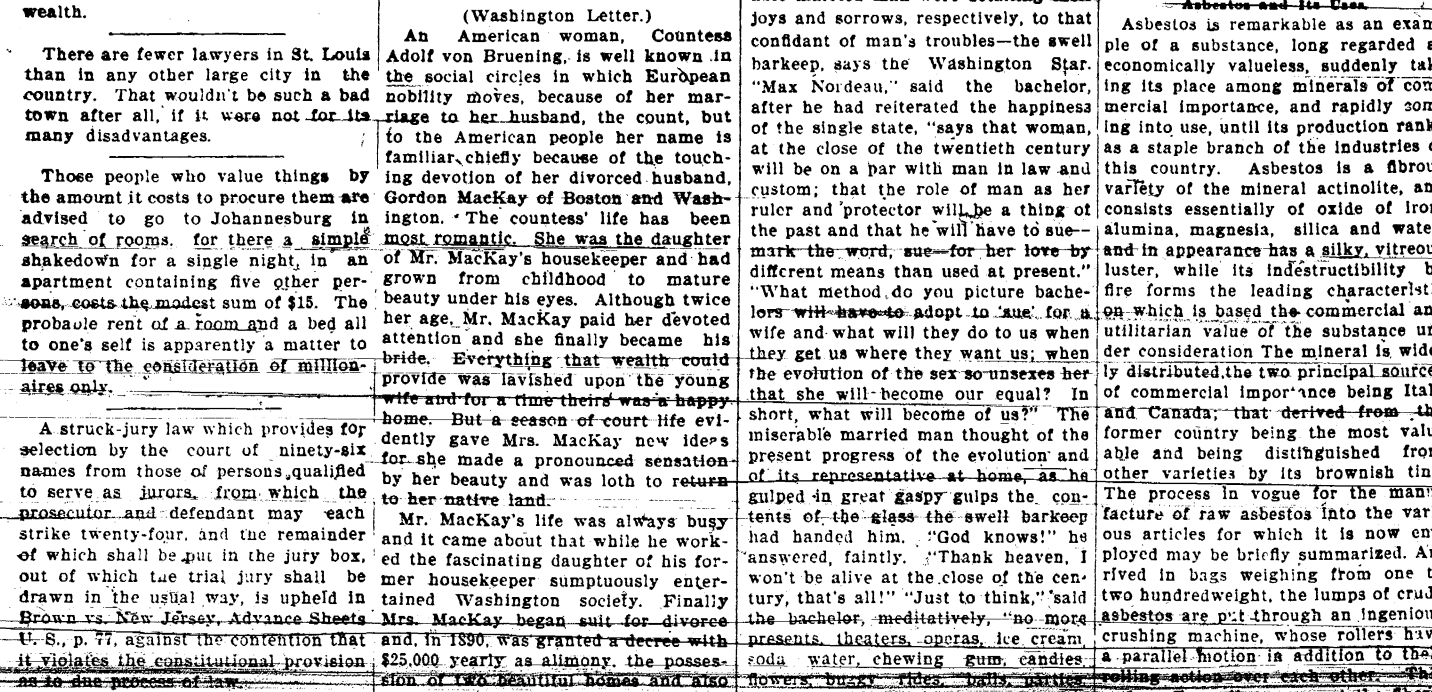 wealth.
There are fewer lawyers in St. Louis
than in any other large city in the
country. That wouldn't be such a bad
town after all, if it were not for its
many disadvantages.
Those people who value things by
the amount it costs to procure them are
advised to go to Johannesburg in
search of rooms. for there a simple
shakedown for a single night, in an
apartment containing five other per-
sons, costs the modest sum of $15. The
probable rent of a room and a bed all
to one's self is apparently a matter to
leave to the consideration of million-
aires only.
A struck-jury law which provides for
selection by the court of ninety-six
names from those of persons qualified
to serve as jurors, from which the
prosecutor and defendant may each
strike twenty-four, and the remainder
of which shall be put in the jury box,
out of which the trial jury shall be
drawn in the usual way, is upheld in
Brown vs. New Jersey, Advance Sheets
U. S., p. 77, against the contention that
it violates the constitutional provision
as to due process of law.
(Washington Letter.)
An American woman, Countess
Adolf von Bruening, is well known in
the social circles in which European
nobility moves, because of her mar-
riage to her husband, the count, but
to the American people her name is
familiar chiefly because of the touch-
ing devotion of her divorced husband,
Gordon MacKay of Boston and Wash-
ington. The countess' life has been
most romantic. She was the daughter
of Mr. MacKay's housekeeper and had
grown from childhood to mature
beauty under his eyes. Although twice
her age, Mr. MacKay paid her devoted
attention and she finally became his
bride. Everything that wealth could
provide was lavished upon the young
wife and for a time theirs was a happy
home. But a season of court life evi-
dently gave Mrs. MacKay new ideas
for she made a pronounced sensation
by her beauty and was loth to return
to her native land.
Mr. MacKay's life was always busy
and it came about that while he work-
ed the fascinating daughter of his for-
mer housekeeper sumptuously enter-
tained Washington society. Finally
Mrs. MacKay began suit for divorce
and, in 1890, was granted a decree with
$25,000 yearly as alimony, the posses-
sion of two beautiful homes and also
joys and sorrows, respectively, to that
confidant of man's troubles—the swell
barkeep, says the Washington Star.
"Max Nordeau," said the bachelor,
after he had reiterated the happiness
of the single state, "says that woman,
at the close of the twentieth century
will be on a par with man in law and
custom; that the role of man as her
ruler and protector will be a thing of
the past and that he will have to sue—
mark the word, sue—for her love by
different means than used at present."
"What method do you picture bache-
lors will have to adopt to 'sue' for a
wife and what will they do to us when
they get us where they want us; when
the evolution of the sex so unsexes her
that she will become our equal? In
short, what will become of us?" The
miserable married man thought of the
present progress of the evolution and
of its representative at home, as he
gulped in great gaspy gulps the con-
tents of the glass the swell barkeep
had handed him. "God knows!" he
answered, faintly. "Thank heaven, I
won't be alive at the close of the cen-
tury, that's all!" "Just to think," said
the bachelor, meditatively, "no more
presents, theaters, operas, ice cream
soda water, chewing gum, candies
flowers, buggy rides, balls, parties
Asbestos and Its Uses.
Asbestos is remarkable as an exam
ple of a substance, long regarded a
economically valueless, suddenly tak
ing its place among minerals of com
mercial importance, and rapidly com
ing into use, until its production rank
as a staple branch of the industries o
this country. Asbestos is a fibrou
variety of the mineral actinolite, an
consists essentially of oxide of iron
alumina, magnesia, silica and wate
and in appearance has a silky, vitreou
luster, while its indestructibility b
fire forms the leading characterist
on which is based the commercial an
utilitarian value of the substance un
der consideration The mineral is wide
ly distributed, the two principal source
of commercial importance being Ital
and Canada; that derived from th
former country being the most valu
able and being distinguished from
other varieties by its brownish tin
The process in vogue for the manu
facture of raw asbestos into the vari
ous articles for which it is now em
ployed may be briefly summarized. Ar
rived in bags weighing from one t
two hundredweight, the lumps of crud
asbestos are put through an ingeniou
crushing machine, whose rollers hav
a parallel motion in addition to the
rolling action over each other. The